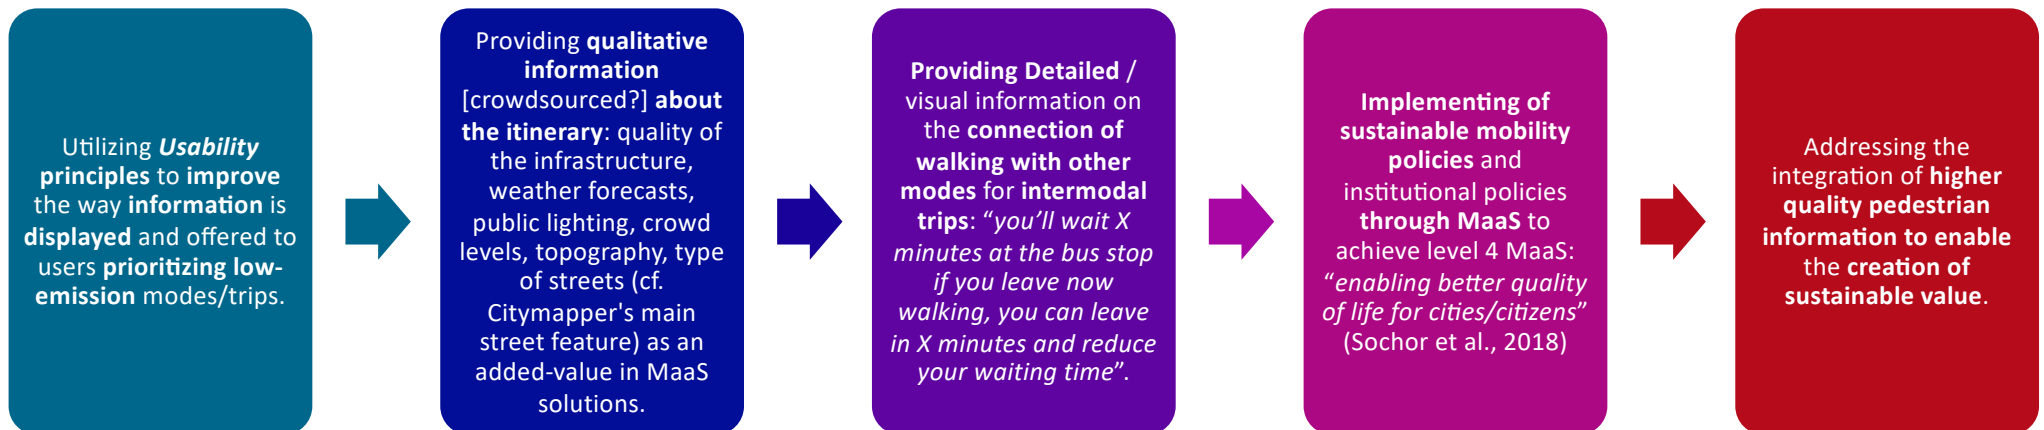 Utilizing Usability
principles to improve
the way information is
displayed and offered to
users prioritizing low-
emission modes/trips.
Providing qualitative
information
[crowdsourced?] about
the itinerary: quality of
the infrastructure,
weather forecasts,
public lighting, crowd
levels, topography, type
of streets (cf.
Citymapper's main
street feature) as an
added-value in MaaS
solutions.
Providing Detailed /
visual information on
the connection of
walking with other
modes for intermodal
trips: “you’ll wait X
minutes at the bus stop
if you leave now
walking, you can leave
in X minutes and reduce
your waiting time”.
Implementing of
sustainable mobility
policies and
institutional policies
through MaaS to
achieve level 4 MaaS:
“enabling better quality
of life for cities/citizens”
(Sochor et al., 2018)
Addressing the
integration of higher
quality pedestrian
information to enable
the creation of
sustainable value.